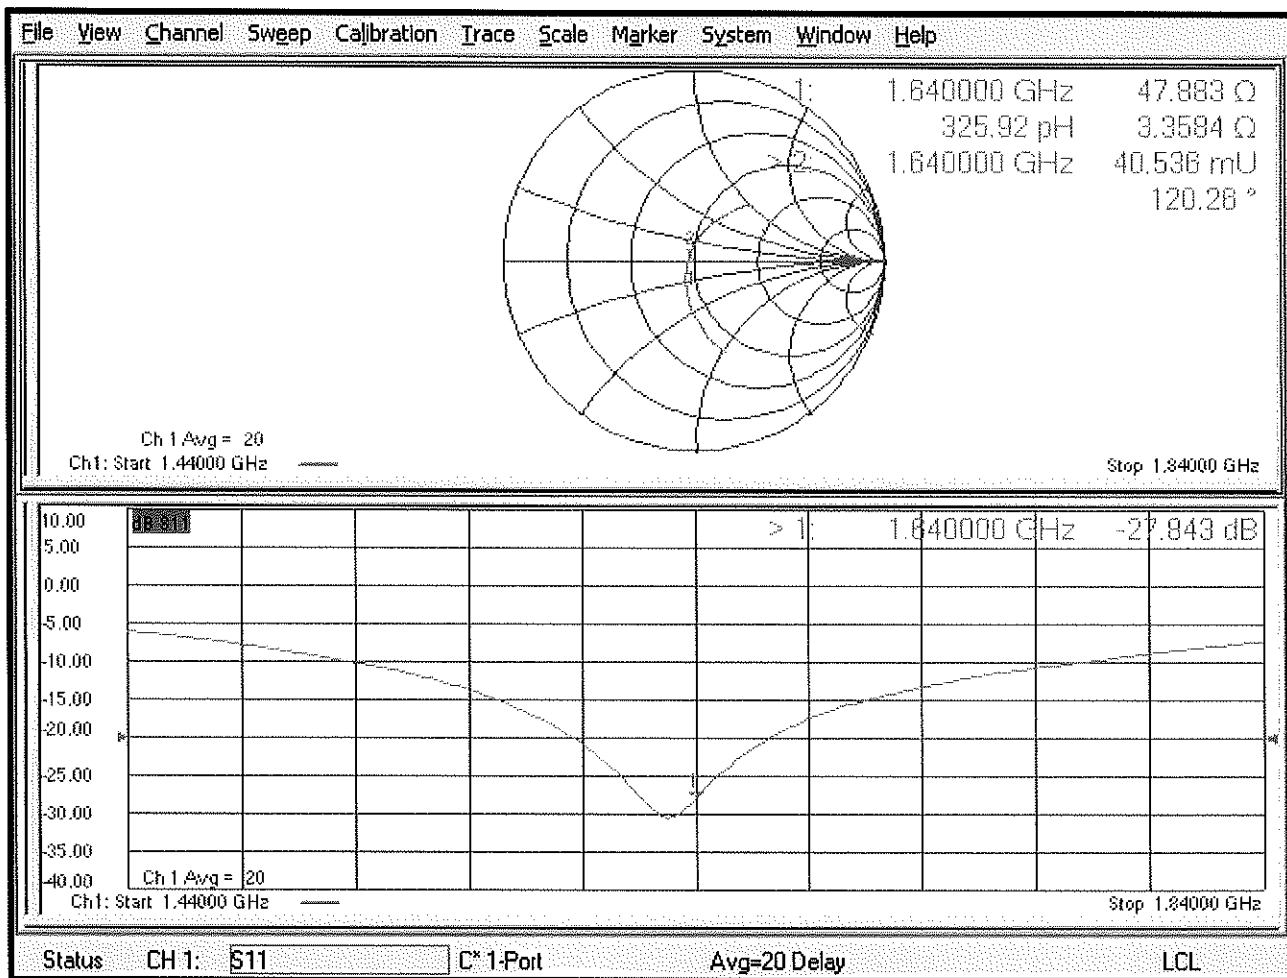 File View Channel Sweep Calibration Trace Scale Marker System Window Help
1: 1.640000 GHz 47.883 Ω
325.92 pH 3.3584 Ω
> 2: 1.640000 GHz 40.536 mU
120.28 °
Ch 1 Avg = 20
Ch1: Start 1.44000 GHz Stop 1.84000 GHz
10.00 dB S11 > 1: 1.640000 GHz -27.843 dB
5.00
0.00
-5.00
-10.00
-15.00
-20.00
-25.00
-30.00
-35.00
-40.00 Ch 1 Avg = 20
Ch1: Start 1.44000 GHz Stop 1.84000 GHz
Status CH 1: S11 C* 1-Port Avg=20 Delay LCL